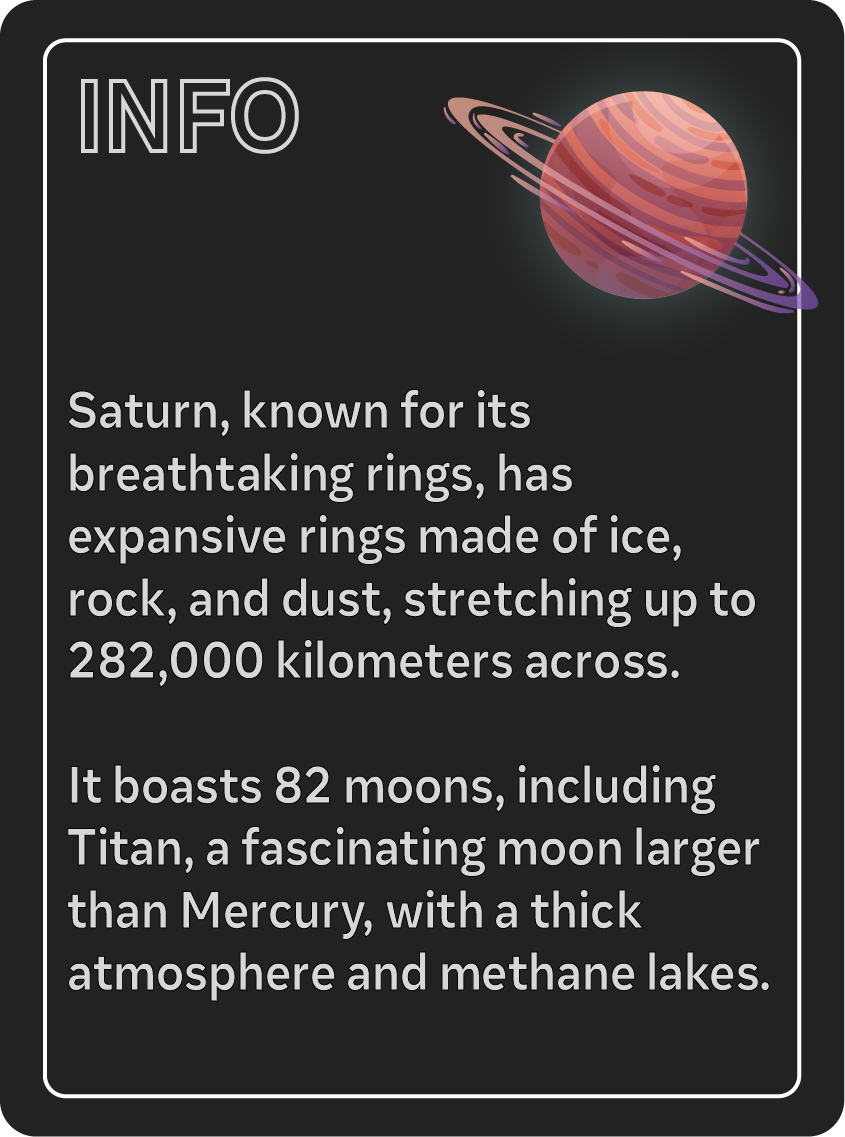 INFO
Saturn, known for its
breathtaking rings, has
expansive rings made of ice,
rock, and dust, stretching up to
282,000 kilometers across.
It boasts 82 moons, including
Titan, a fascinating moon larger
than Mercury, with a thick
atmosphere and methane lakes.